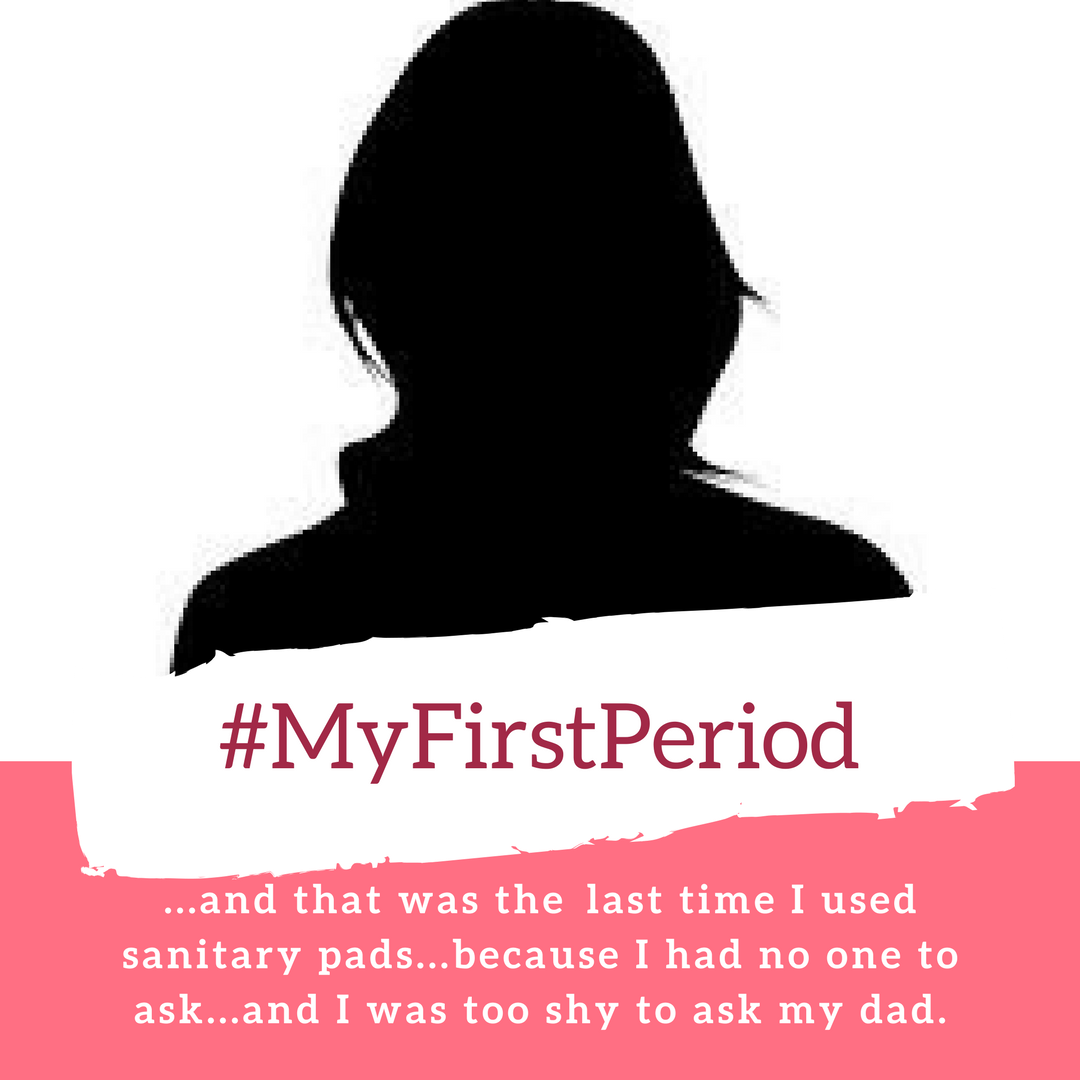 #MyFirstPeriod
...and that was the last time I used
sanitary pads...because I had no one to
ask...and I was too shy to ask my dad.